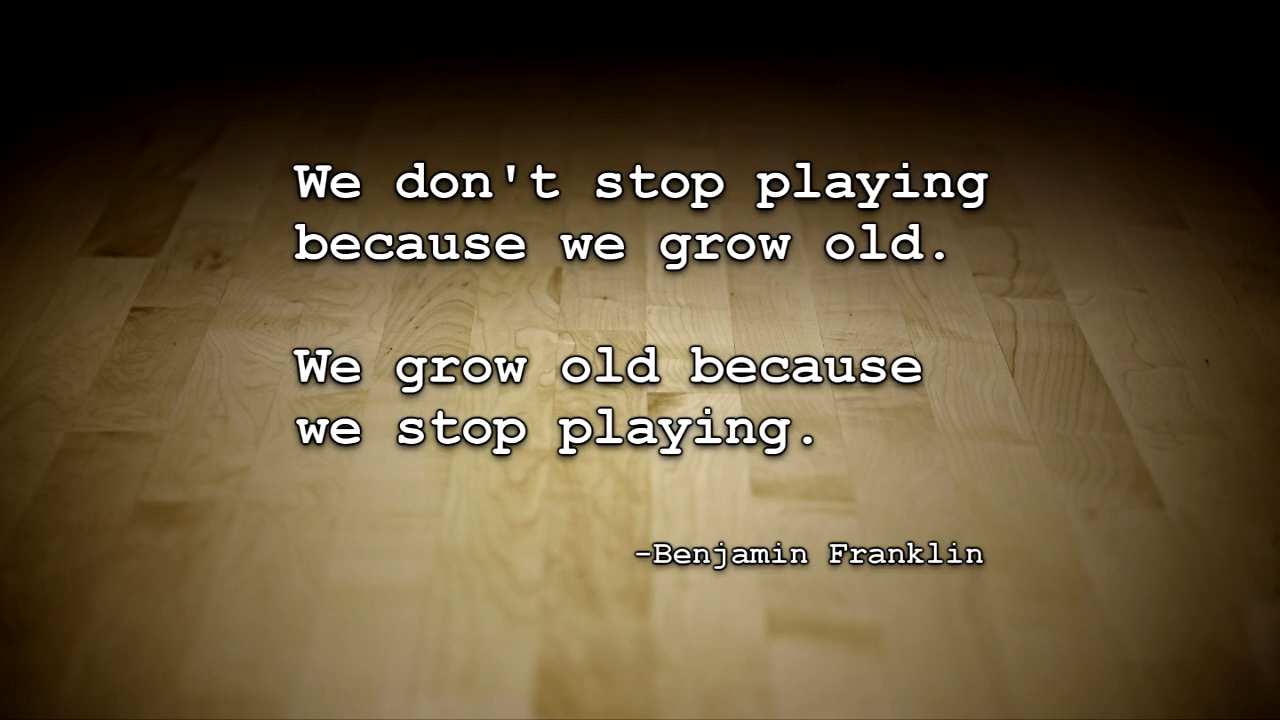 We don't stop playing
because we grow old.
We grow old because
we stop playing.
-Benjamin Franklin